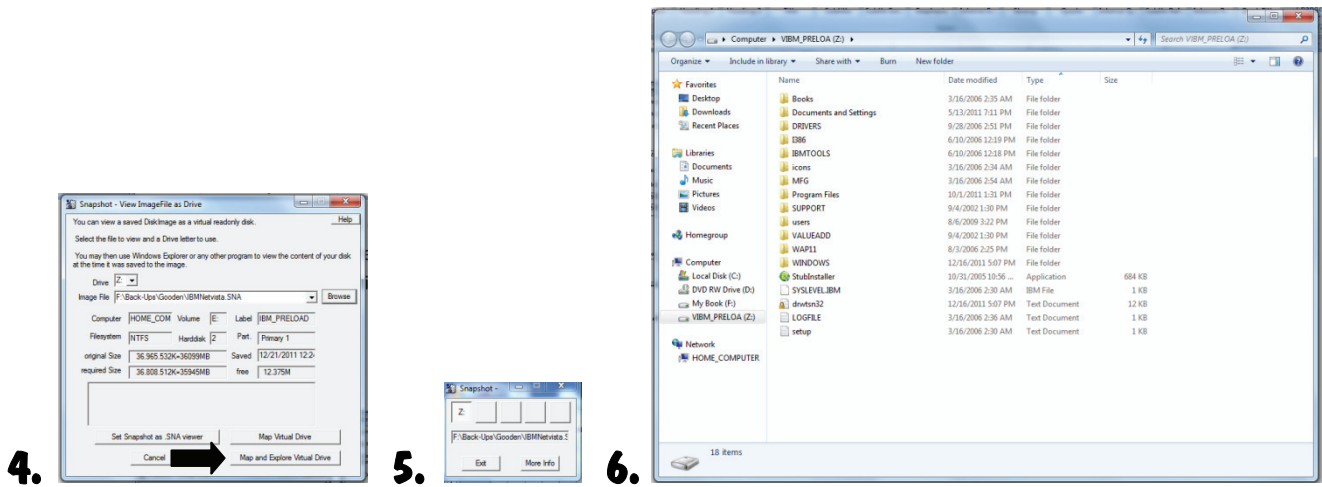 4.
Snapshot - View ImageFile as Drive
You can view a saved DiskImage as a virtual readonly disk.
Help
Select the file to view and a Drive letter to use.
You may then use Windows Explorer or any other program to view the content of your disk
at the time it was saved to the image.
Drive Z:
Image File F:\Back-Ups\Gooden\IBMNetvista.SNA Browse
Computer HOME_COM Volume E: Label IBM_PRELOAD
Filesystem NTFS Harddisk 2 Part. Primary 1
original Size 36.965.532K=36099MB Saved 12/21/2011 12:2
required Size 36.808.512K=35945MB free 12.375M
Set Snapshot as .SNA viewer Map Virtual Drive
Cancel Map and Explore Virtual Drive
5.
Snapshot -
Z:
F:\Back-Ups\Gooden\IBMNetvista.S
Exit More Info
6.
Computer VIBM_PRELOA (Z:) Search VIBM_PRELOA (Z:)
Organize Include in library Share with Burn New folder
Favorites
Desktop
Downloads
Recent Places
Libraries
Documents
Music
Pictures
Videos
Homegroup
Computer
Local Disk (C:)
DVD RW Drive (D:)
My Book (F:)
VIBM_PRELOA (Z:)
Network
HOME_COMPUTER
Name Date modified Type Size
Books 3/16/2006 2:35 AM File folder
Documents and Settings 5/13/2011 7:11 PM File folder
DRIVERS 9/28/2006 2:51 PM File folder
I386 6/10/2006 12:19 PM File folder
IBMTOOLS 6/10/2006 12:18 PM File folder
icons 3/16/2006 2:34 AM File folder
MFG 3/16/2006 2:54 AM File folder
Program Files 10/1/2011 1:31 PM File folder
SUPPORT 9/4/2002 1:30 PM File folder
users 8/6/2009 3:22 PM File folder
VALUEADD 9/4/2002 1:30 PM File folder
WAP11 8/3/2006 2:25 PM File folder
WINDOWS 12/16/2011 5:07 PM File folder
StubInstaller 10/31/2005 10:56 ... Application 684 KB
SYSLEVEL.IBM 3/16/2006 2:30 AM IBM File 1 KB
drwtsn32 12/16/2011 5:07 PM Text Document 12 KB
LOGFILE 3/16/2006 2:36 AM Text Document 1 KB
setup 3/16/2006 2:30 AM Text Document 1 KB
18 items